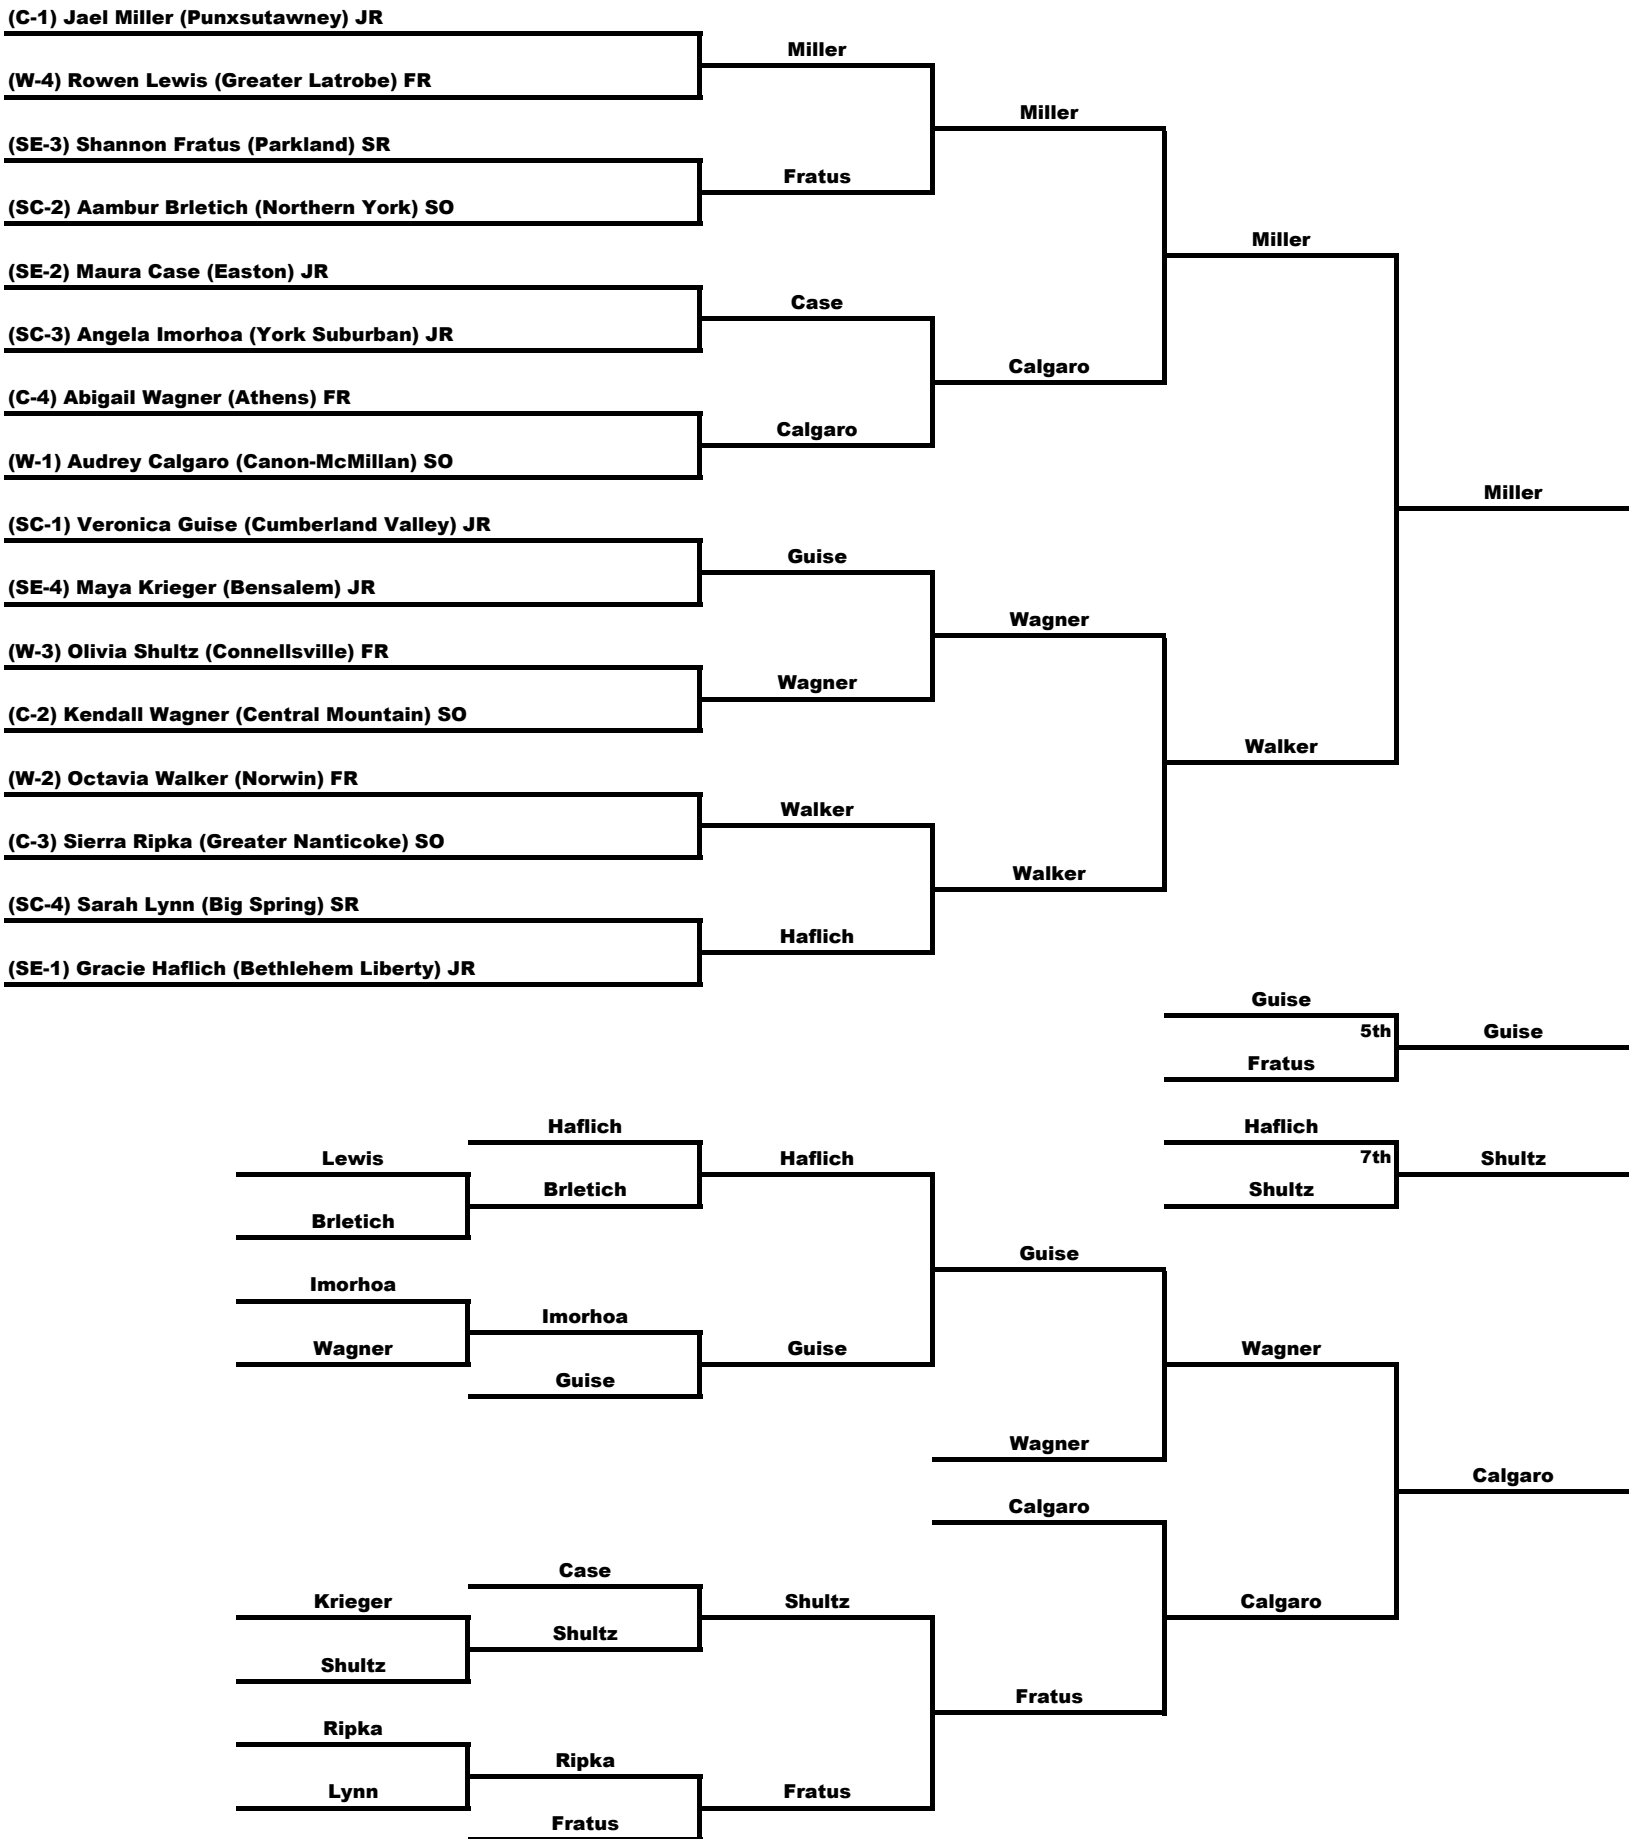 (C-1) Jael Miller (Punxsutawney) JR
Miller
(W-4) Rowen Lewis (Greater Latrobe) FR
Miller
(SE-3) Shannon Fratus (Parkland) SR
Fratus
(SC-2) Aambur Brletich (Northern York) SO
Miller
(SE-2) Maura Case (Easton) JR
Case
(SC-3) Angela Imorhoa (York Suburban) JR
Calgaro
(C-4) Abigail Wagner (Athens) FR
Calgaro
(W-1) Audrey Calgaro (Canon-McMillan) SO
Miller
(SC-1) Veronica Guise (Cumberland Valley) JR
Guise
(SE-4) Maya Krieger (Bensalem) JR
Wagner
(W-3) Olivia Shultz (Connellsville) FR
Wagner
(C-2) Kendall Wagner (Central Mountain) SO
Walker
(W-2) Octavia Walker (Norwin) FR
Walker
(C-3) Sierra Ripka (Greater Nanticoke) SO
Walker
(SC-4) Sarah Lynn (Big Spring) SR
Haflich
(SE-1) Gracie Haflich (Bethlehem Liberty) JR
Guise
5th
Guise
Fratus
Haflich
Haflich
Lewis
Haflich
7th
Shultz
Brletich
Shultz
Brletich
Guise
Imorhoa
Imorhoa
Wagner
Guise
Wagner
Guise
Wagner
Calgaro
Calgaro
Case
Krieger
Shultz
Calgaro
Shultz
Shultz
Fratus
Ripka
Ripka
Lynn
Fratus
Fratus